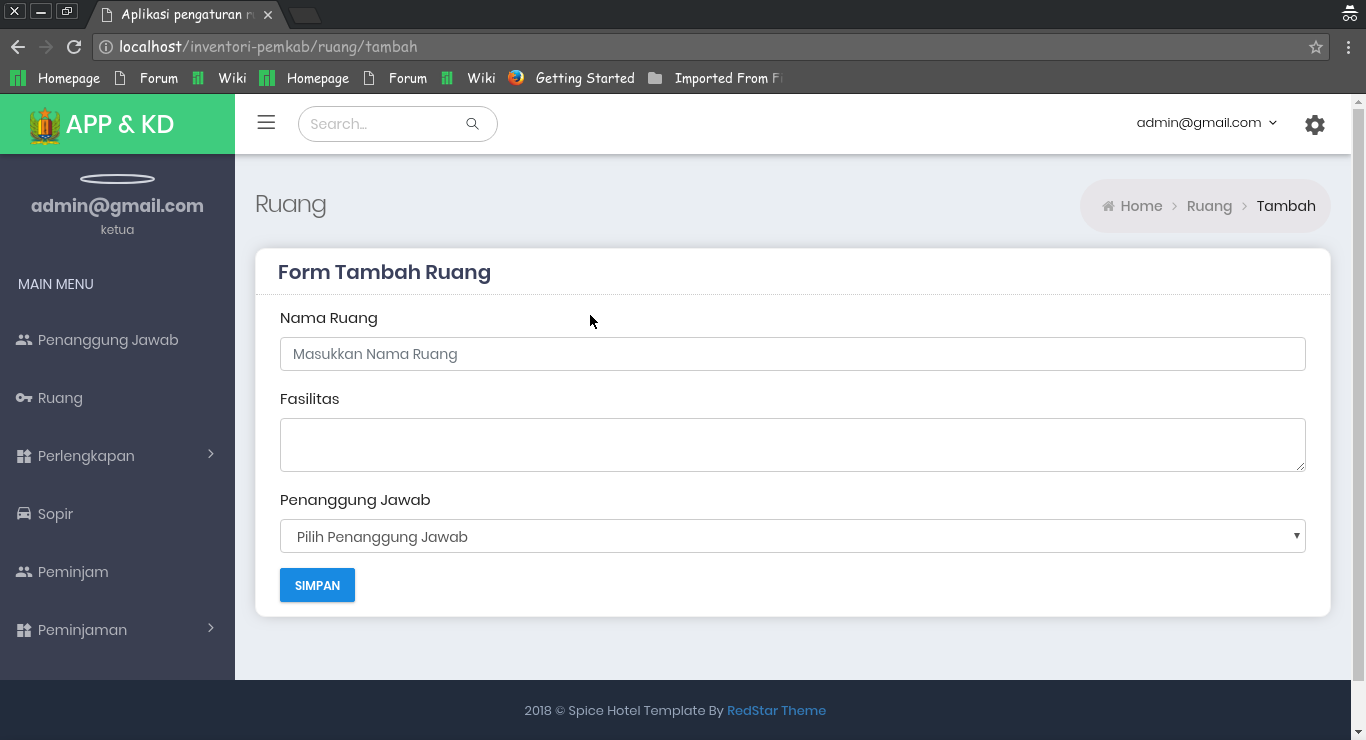 Aplikasi pengaturan r
localhost/inventori-pemkab/ruang/tambah
Homepage Forum Wiki Homepage Forum Wiki Getting Started Imported From Fi
APP & KD
Search...
admin@gmail.com
admin@gmail.com
ketua
MAIN MENU
Penanggung Jawab
Ruang
Perlengkapan
Sopir
Peminjam
Peminjaman
Ruang
Home > Ruang > Tambah
Form Tambah Ruang
Nama Ruang
Masukkan Nama Ruang
Fasilitas
Penanggung Jawab
Pilih Penanggung Jawab
SIMPAN
2018 © Spice Hotel Template By RedStar Theme